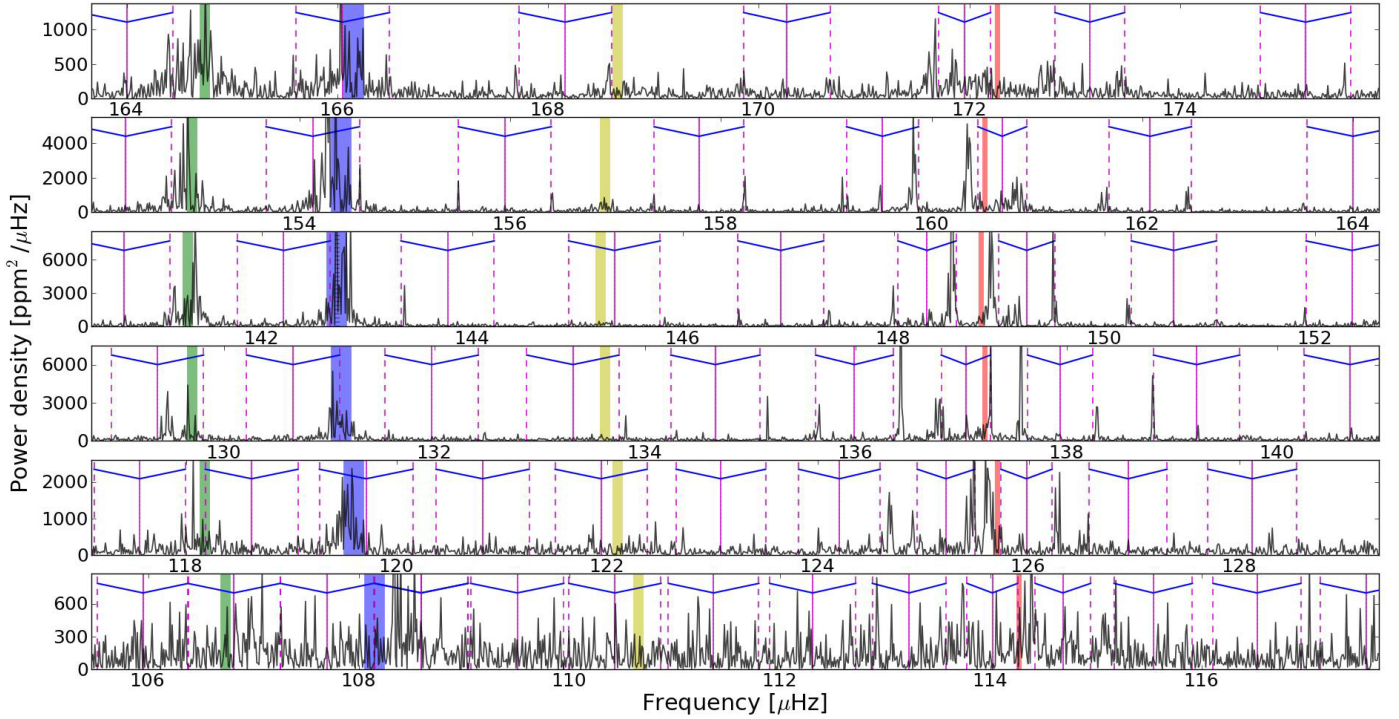 1000
500
0
164 166 168 170 172 174
4000
2000
0
154 156 158 160 162 164
6000
3000
0
142 144 146 148 150 152
6000
3000
0
130 132 134 136 138 140
2000
1000
0
118 120 122 124 126 128
600
300
0
106 108 110 112 114 116
Power density [ppm²/μHz]
Frequency [μHz]